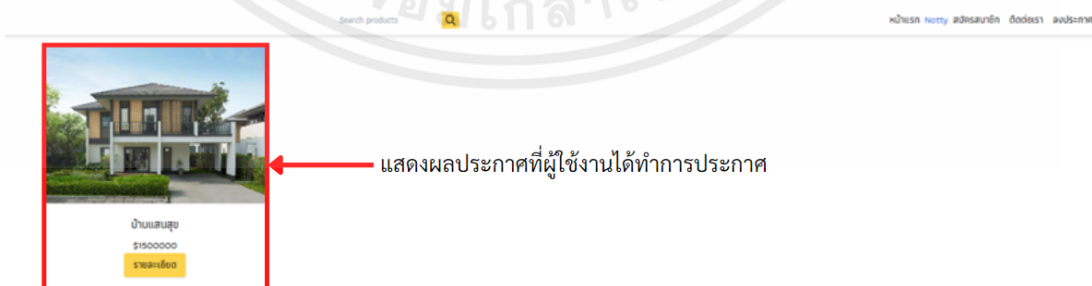 Search products
หน้าแรก Notty สมัครสมาชิก ติดต่อเรา ลงประกาศ
แสดงผลประกาศที่ผู้ใช้งานได้ทำการประกาศ
บ้านแสนสุข
$1500000
รายละเอียด